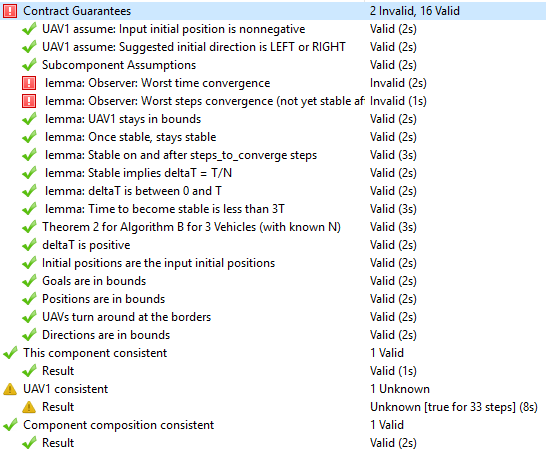 Contract Guarantees 2 Invalid, 16 Valid
UAV1 assume: Input initial position is nonnegative Valid (2s)
UAV1 assume: Suggested initial direction is LEFT or RIGHT Valid (2s)
Subcomponent Assumptions Valid (2s)
lemma: Observer: Worst time convergence Invalid (2s)
lemma: Observer: Worst steps convergence (not yet stable af Invalid (1s)
lemma: UAV1 stays in bounds Valid (2s)
lemma: Once stable, stays stable Valid (2s)
lemma: Stable on and after steps_to_converge steps Valid (3s)
lemma: Stable implies deltaT = T/N Valid (2s)
lemma: deltaT is between 0 and T Valid (2s)
lemma: Time to become stable is less than 3T Valid (3s)
Theorem 2 for Algorithm B for 3 Vehicles (with known N) Valid (3s)
deltaT is positive Valid (2s)
Initial positions are the input initial positions Valid (2s)
Goals are in bounds Valid (2s)
Positions are in bounds Valid (2s)
UAVs turn around at the borders Valid (2s)
Directions are in bounds Valid (2s)
This component consistent 1 Valid
Result Valid (1s)
UAV1 consistent 1 Unknown
Result Unknown [true for 33 steps] (8s)
Component composition consistent 1 Valid
Result Valid (2s)